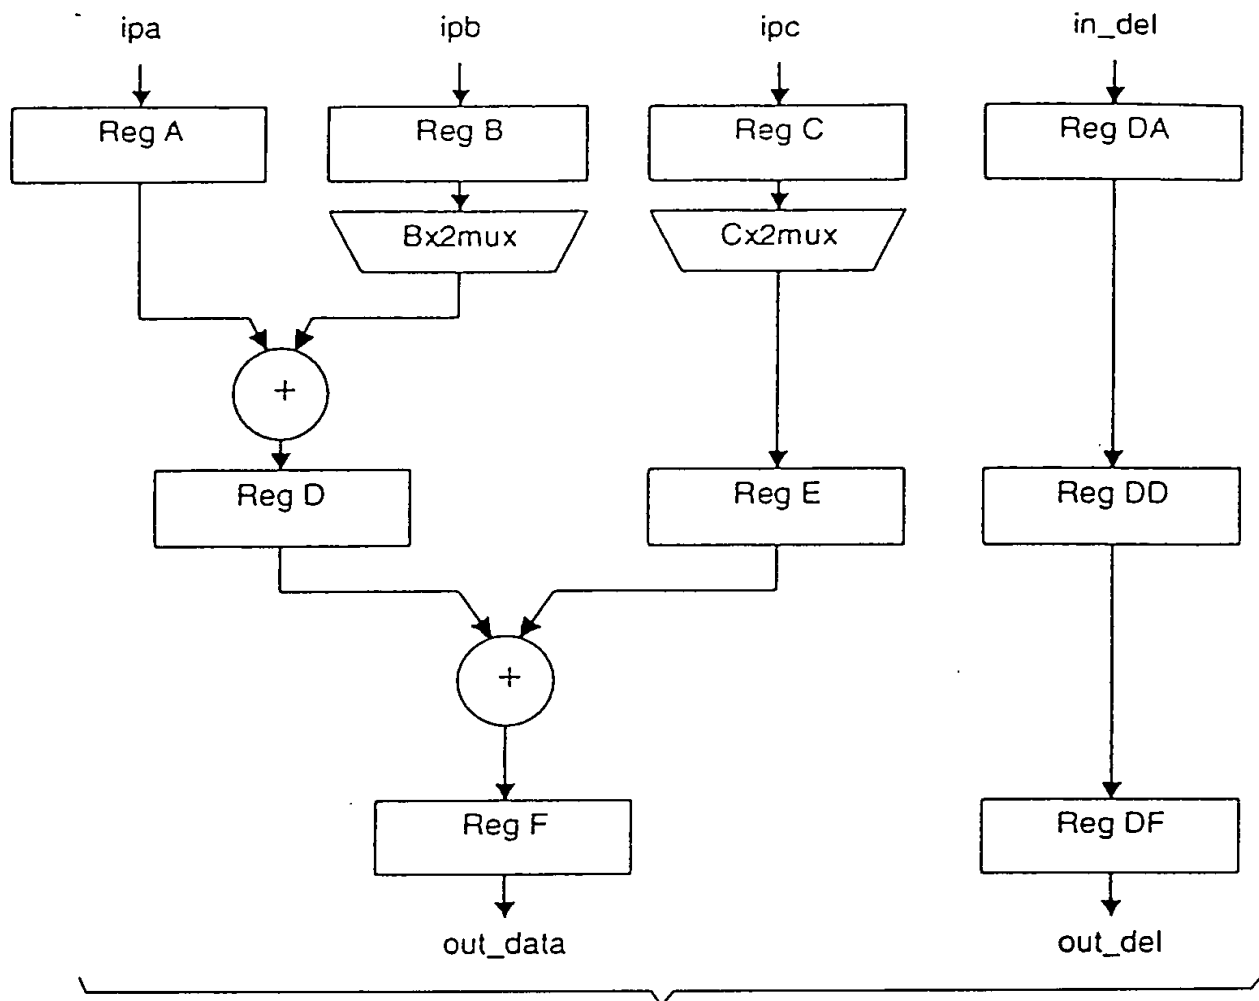 ipa ipb ipc in_del
Reg A Reg B Reg C Reg DA
Bx2mux Cx2mux
+
Reg D Reg E Reg DD
+
Reg F Reg DF
out_data out_del